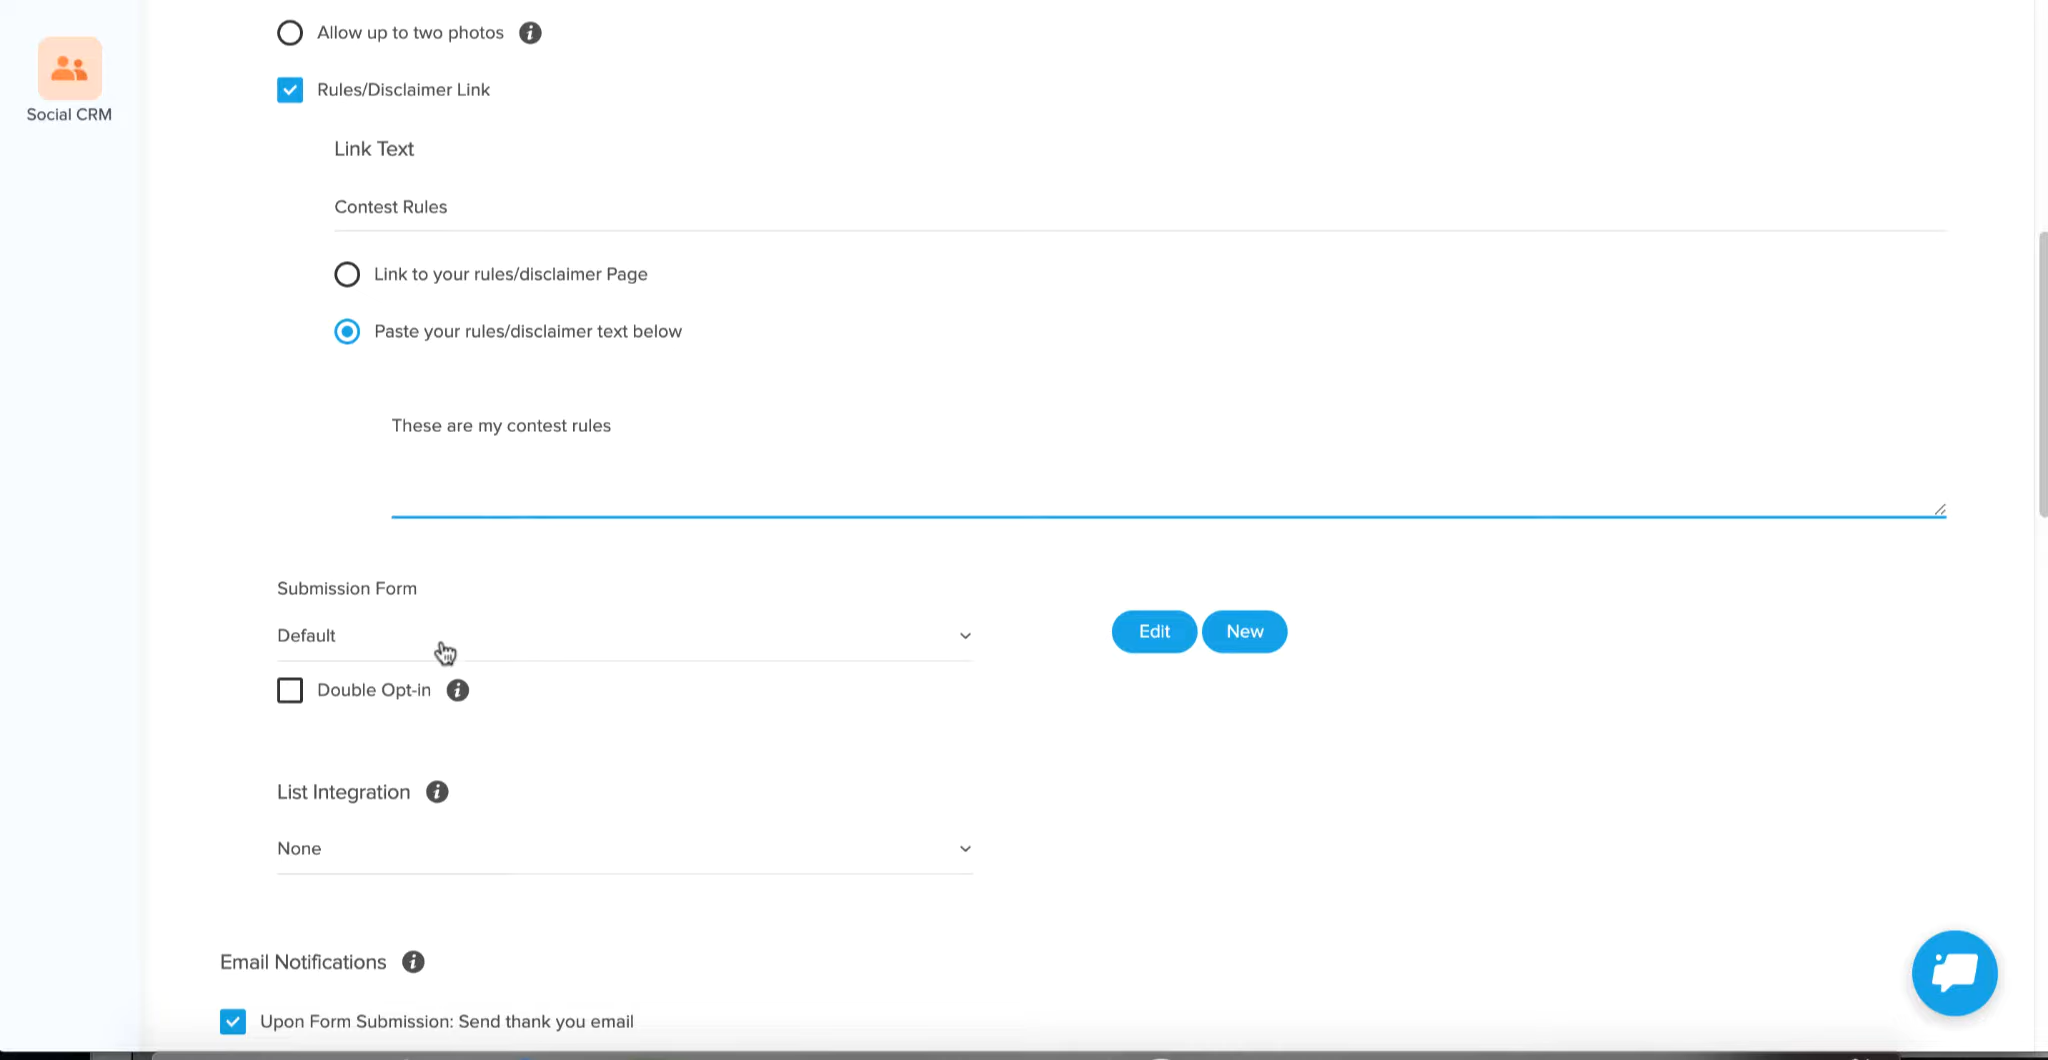 Social CRM
Allow up to two photos
Rules/Disclaimer Link
Link Text
Contest Rules
Link to your rules/disclaimer Page
Paste your rules/disclaimer text below
These are my contest rules
Submission Form
Default
Edit New
Double Opt-in
List Integration
None
Email Notifications
Upon Form Submission: Send thank you email